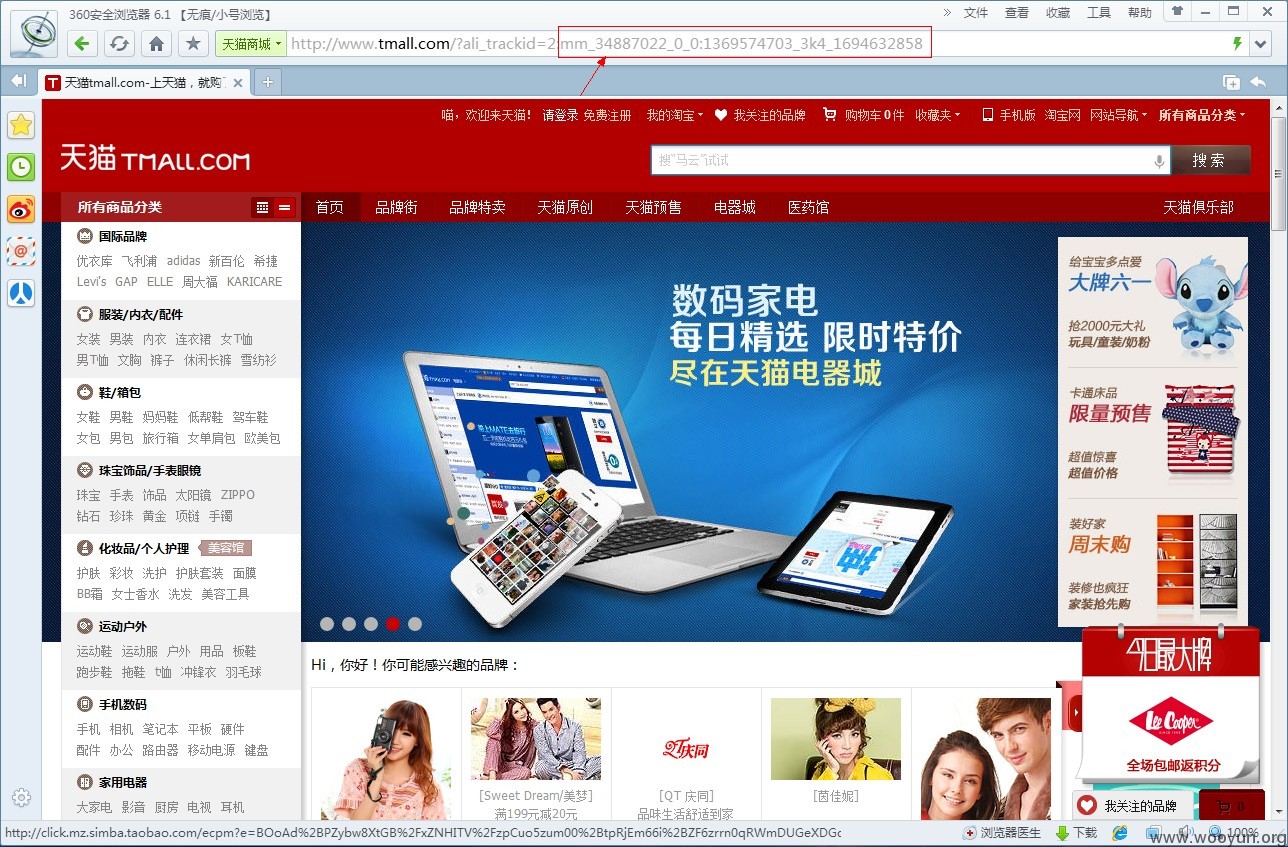 360安全浏览器 6.1 【无痕/小号浏览】
» 文件 查看 收藏 工具 帮助
天猫商城 http://www.tmall.com/?ali_trackid=2:mm_34887022_0_0:1369574703_3k4_1694632858
天猫tmall.com-上天猫，就购
喵，欢迎来天猫! 请登录 免费注册 我的淘宝 我关注的品牌 购物车 0 件 收藏夹 手机版 淘宝网 网站导航 所有商品分类
天猫 TMALL.COM
搜"马云"试试
搜 索
所有商品分类 首页 品牌街 品牌特卖 天猫原创 天猫预售 电器城 医药馆 天猫俱乐部
国际品牌
优衣库 飞利浦 adidas 新百伦 希捷
Levi's GAP ELLE 周大福 KARICARE
服装/内衣/配件
女装 男装 内衣 连衣裙 女T恤
男T恤 文胸 裤子 休闲长裤 雪纺衫
鞋/箱包
女鞋 男鞋 妈妈鞋 低帮鞋 驾车鞋
女包 男包 旅行箱 女单肩包 欧美包
珠宝饰品/手表眼镜
珠宝 手表 饰品 太阳镜 ZIPPO
钻石 珍珠 黄金 项链 手镯
化妆品/个人护理 美容馆
护肤 彩妆 洗护 护肤套装 面膜
BB霜 女士香水 洗发 美容工具
运动户外
运动鞋 运动服 户外 用品 板鞋
跑步鞋 拖鞋 t恤 冲锋衣 羽毛球
手机数码
手机 相机 笔记本 平板 硬件
配件 办公 路由器 移动电源 键盘
家用电器
大家电 影音 厨房 电视 耳机
数码家电
每日精选 限时特价
尽在天猫电器城
给宝宝多点爱
大牌六一
抢2000元大礼
玩具/童装/奶粉
卡通床品
限量预售
超值惊喜
超值价格
装好家
周末购
装修也疯狂
家装抢先购
Hi，你好！你可能感兴趣的品牌：
QT庆同
[Sweet Dream/美梦]
[QT 庆同]
品味生活舒适到家
[茵佳妮]
今日最大牌
Lee Cooper
全场包邮返积分
我关注的品牌
0
http://click.mz.simba.taobao.com/ecpm?e=BOoAd%2BPZybw8XtGB%2FxZNHITV%2FzpCuo5zum00%2BtpRjEm66i%2BZF6zrrn0qRWmDUGeXDGc
浏览器医生 下载 100%
www.wooyun.org